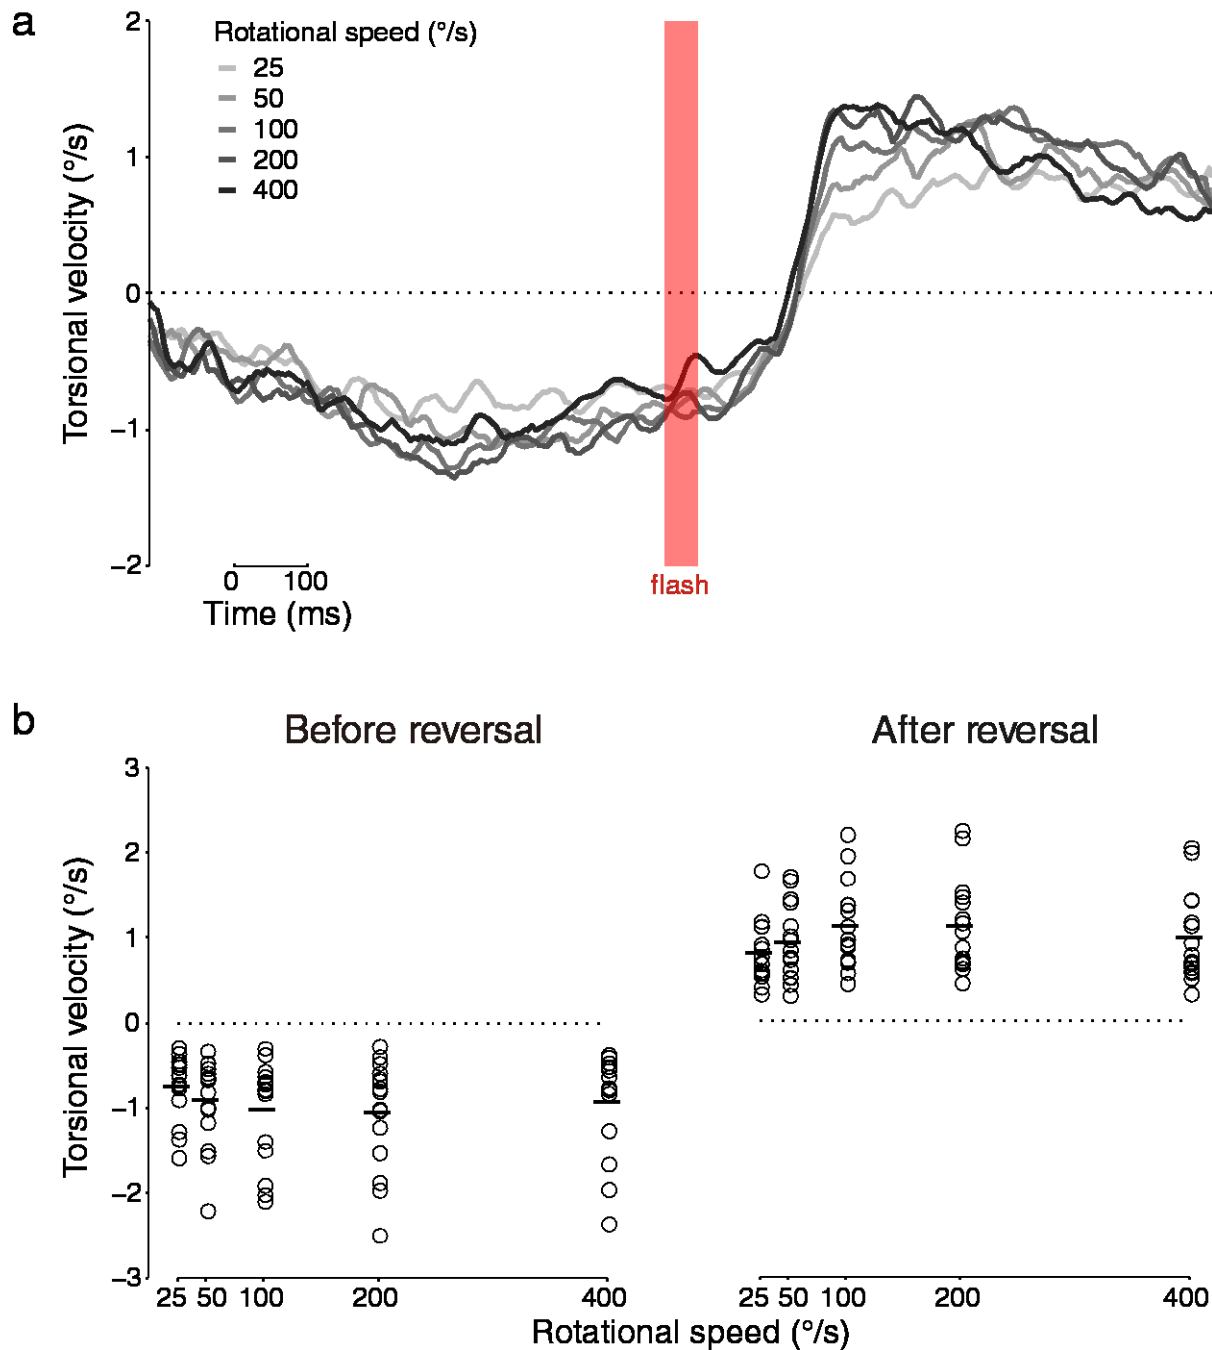 a
Rotational speed (°/s)
25
50
100
200
400
Torsional velocity (°/s)
2
1
0
−1
−2
0 100
Time (ms)
flash
b
Before reversal After reversal
Torsional velocity (°/s)
3
2
1
0
−1
−2
−3
25 50 100 200 400 25 50 100 200 400
Rotational speed (°/s)